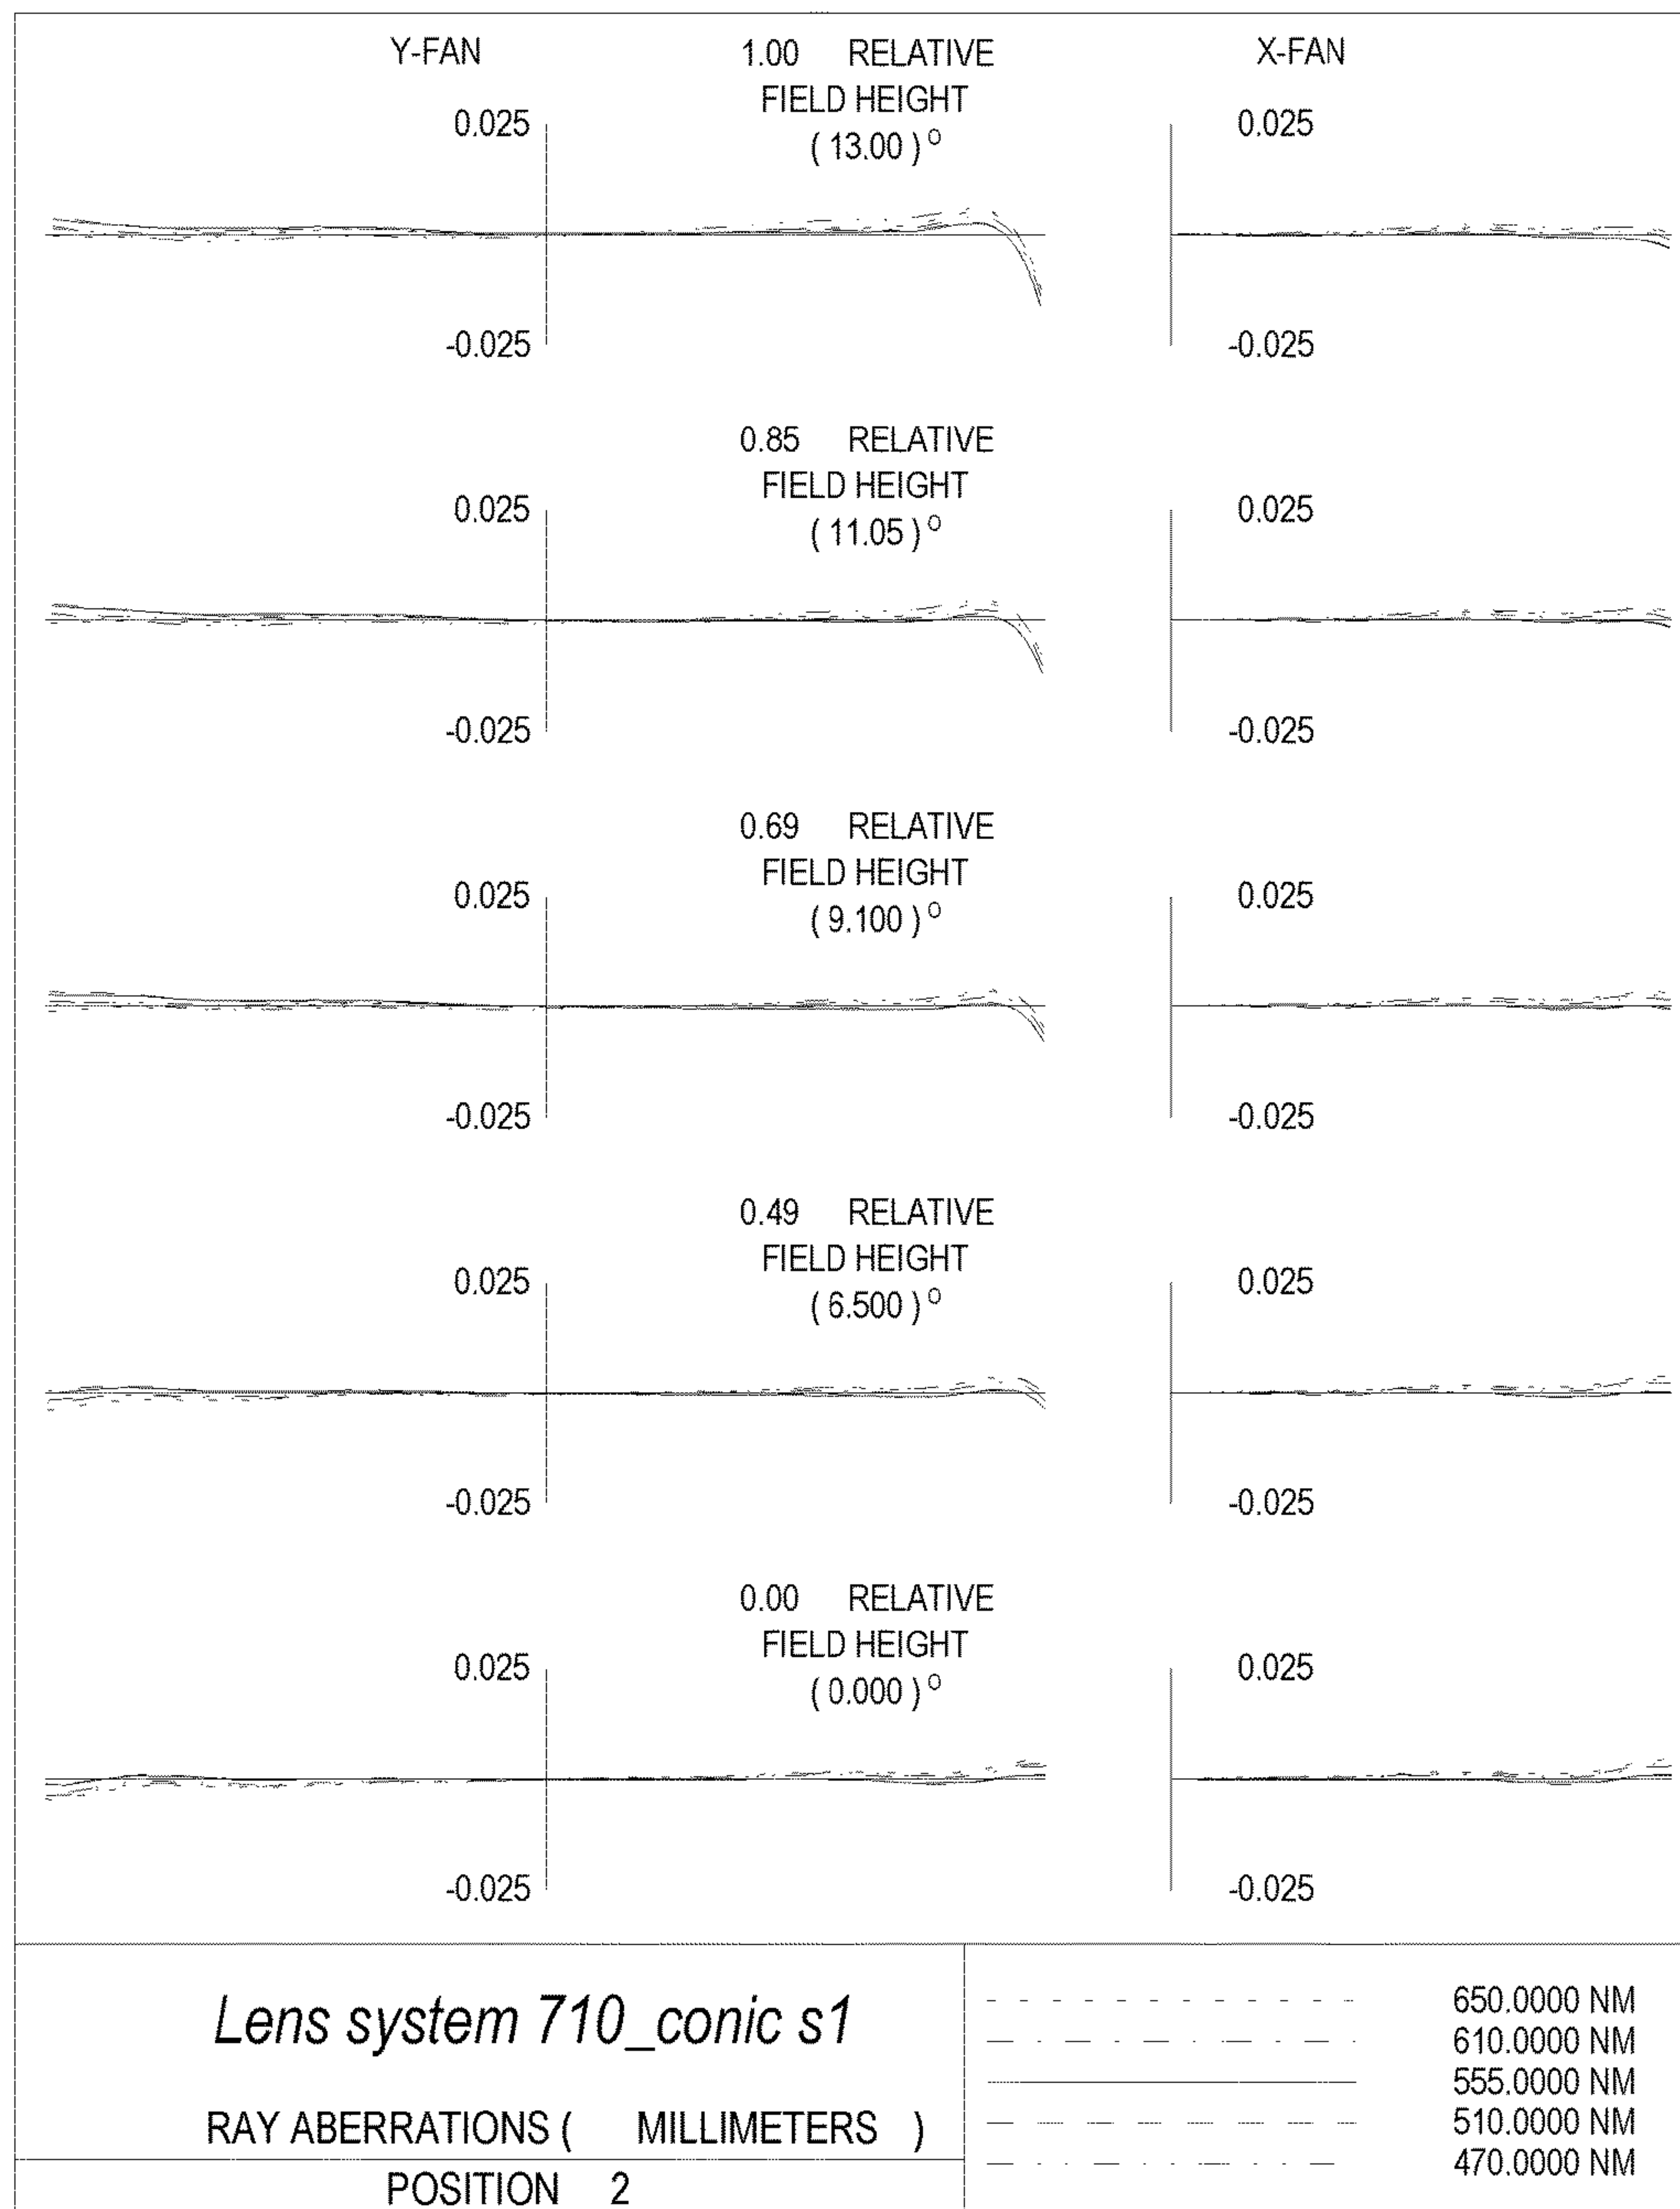 Y-FAN 1.00 RELATIVE X-FAN
FIELD HEIGHT
0.025 0.025
( 13.00 ) O
-0.025 -0.025
0.85 RELATIVE
FIELD HEIGHT
0.025 0.025
( 11.05 ) O
-0.025 -0.025
0.69 RELATIVE
FIELD HEIGHT
0.025 0.025
( 9.100 ) O
-0.025 -0.025
0.49 RELATIVE
FIELD HEIGHT
0.025 0.025
( 6.500 ) O
-0.025 -0.025
0.00 RELATIVE
FIELD HEIGHT
0.025 0.025
( 0.000 ) O
-0.025 -0.025
Lens system 710_conic s1
RAY ABERRATIONS ( MILLIMETERS )
POSITION 2
650.0000 NM
610.0000 NM
555.0000 NM
510.0000 NM
470.0000 NM